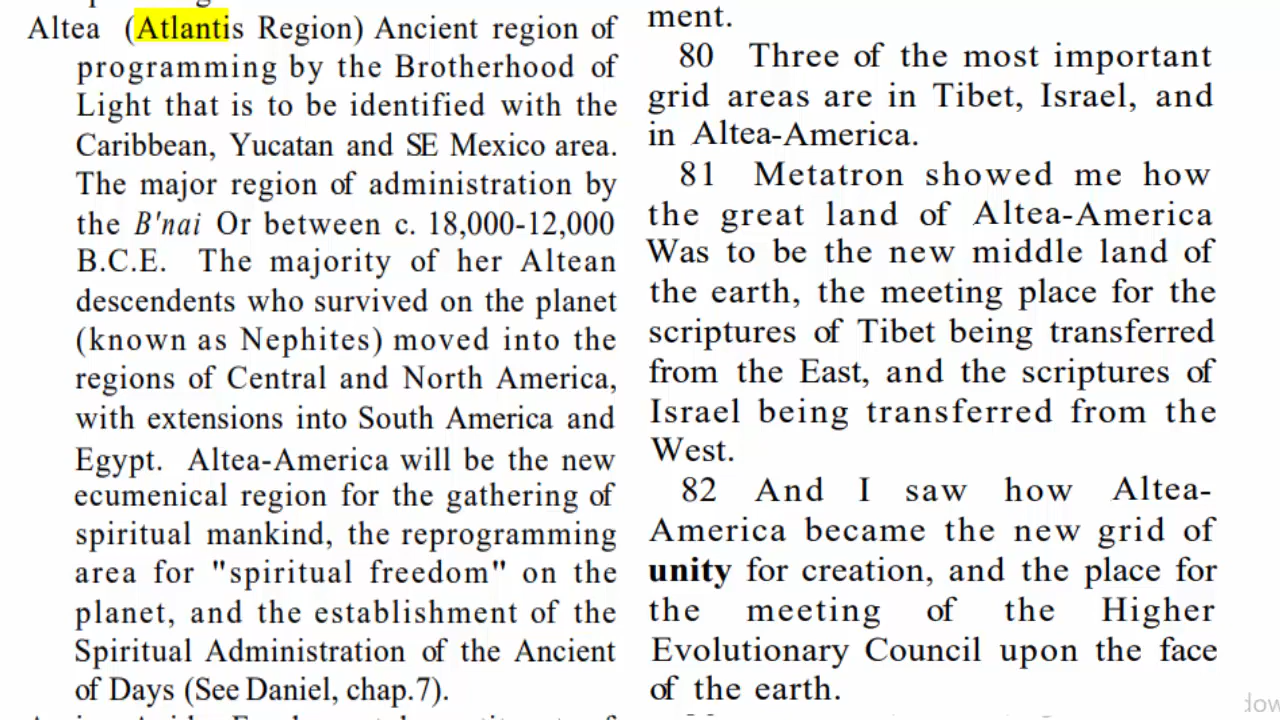 Altea (Atlantis Region) Ancient region of
programming by the Brotherhood of
Light that is to be identified with the
Caribbean, Yucatan and SE Mexico area.
The major region of administration by
the B'nai Or between c. 18,000-12,000
B.C.E. The majority of her Altean
descendents who survived on the planet
(known as Nephites) moved into the
regions of Central and North America,
with extensions into South America and
Egypt. Altea-America will be the new
ecumenical region for the gathering of
spiritual mankind, the reprogramming
area for "spiritual freedom" on the
planet, and the establishment of the
Spiritual Administration of the Ancient
of Days (See Daniel, chap.7).
ment.
80 Three of the most important
grid areas are in Tibet, Israel, and
in Altea-America.
81 Metatron showed me how
the great land of Altea-America
Was to be the new middle land of
the earth, the meeting place for the
scriptures of Tibet being transferred
from the East, and the scriptures of
Israel being transferred from the
West.
82 And I saw how Altea-
America became the new grid of
unity for creation, and the place for
the meeting of the Higher
Evolutionary Council upon the face
of the earth.